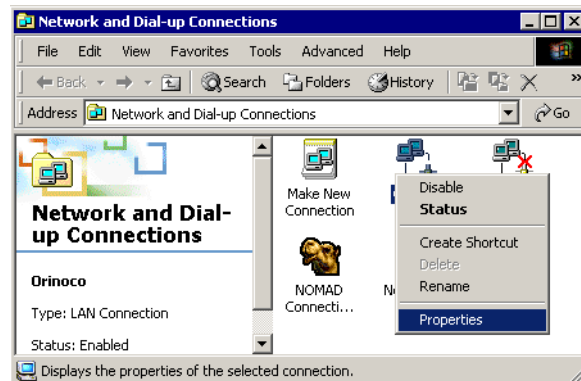 Network and Dial-up Connections
File Edit View Favorites Tools Advanced Help
Back Search Folders History »
Address Network and Dial-up Connections Go
Network and Dial-up Connections
Orinoco
Type: LAN Connection
Status: Enabled
Make New Connection
NOMAD Connecti...
Disable
Status
Create Shortcut
Delete
Rename
Properties
Displays the properties of the selected connection.